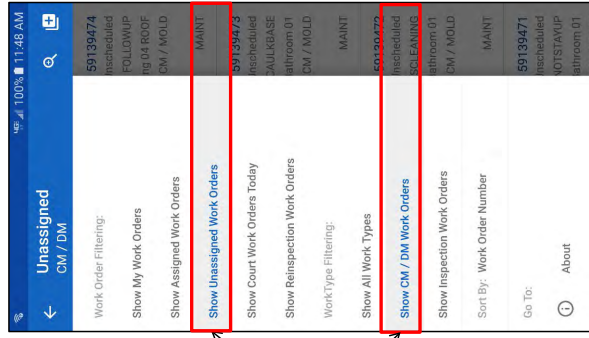 4G 100% 11:48 AM
Unassigned
CM / DM
Work Order Filtering:
Show My Work Orders
Show Assigned Work Orders
Show Unassigned Work Orders
Show Court Work Orders Today
Show Reinspection Work Orders
WorkType Filtering:
Show All Work Types
Show CM / DM Work Orders
Show Inspection Work Orders
Sort By: Work Order Number
Go To:
About
59139474
nscheduled
FOLLOWUP
ng 04 ROOF
CM / MOLD
MAINT
59139473
nscheduled
CAULKBASE
athroom 01
CM / MOLD
MAINT
59139472
nscheduled
SCLEANING
athroom 01
CM / MOLD
MAINT
59139471
nscheduled
NOTSTAYUP
athroom 01